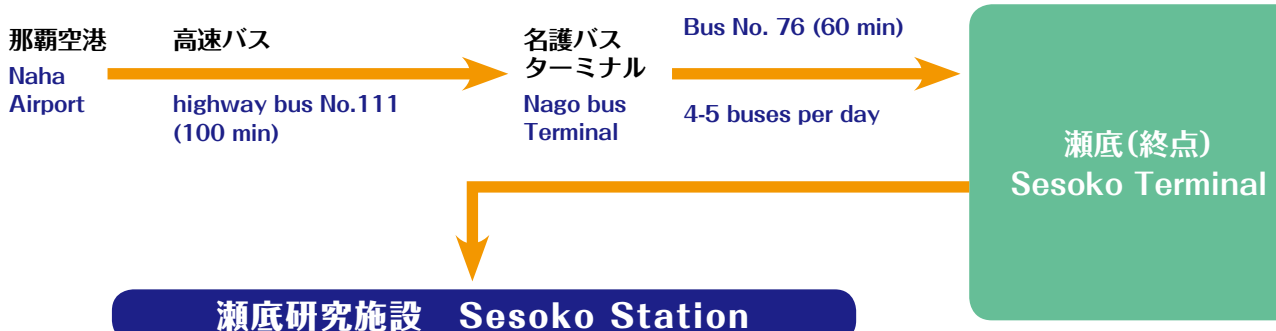 那覇空港
Naha
Airport
高速バス
highway bus No.111
(100 min)
名護バス
ターミナル
Nago bus
Terminal
Bus No. 76 (60 min)
4-5 buses per day
瀬底(終点)
Sesoko Terminal
瀬底研究施設 Sesoko Station